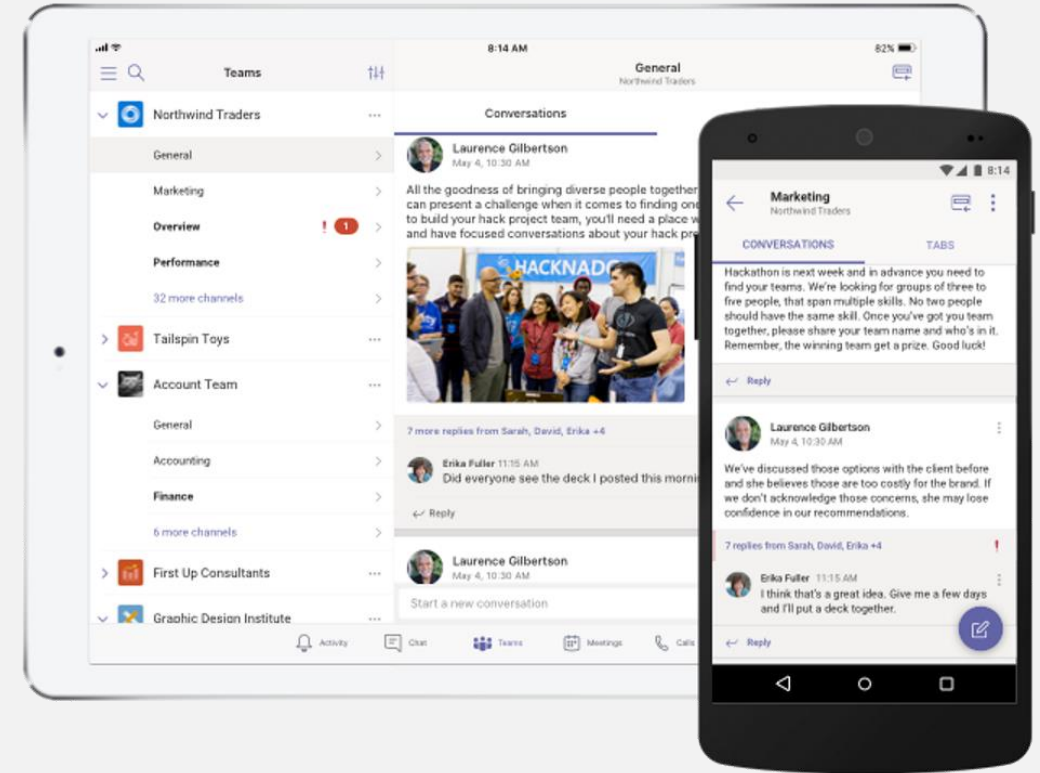 8:14 AM
82%
Teams
General
Northwind Traders
Northwind Traders
General
Marketing
Overview
! 1
Performance
32 more channels
Tailspin Toys
Account Team
General
Accounting
Finance
6 more channels
First Up Consultants
Graphic Design Institute
Conversations
Laurence Gilbertson
May 4, 10:30 AM
All the goodness of bringing diverse people together
can present a challenge when it comes to finding one
to build your hack project team, you'll need a place w
and have focused conversations about your hack pro
HACKNADO
7 more replies from Sarah, David, Erika +4
Erika Fuller 11:15 AM
Did everyone see the deck I posted this mornin
Reply
Laurence Gilbertson
May 4, 10:30 AM
Start a new conversation
Activity
Chat
Teams
Meetings
Calls
8:14
Marketing
Northwind Traders
CONVERSATIONS
TABS
Hackathon is next week and in advance you need to
find your teams. We're looking for groups of three to
five people, that span multiple skills. No two people
should have the same skill. Once you've got you team
together, please share your team name and who's in it.
Remember, the winning team get a prize. Good luck!
Reply
Laurence Gilbertson
May 4, 10:30 AM
We've discussed those options with the client before
and she believes those are too costly for the brand. If
we don't acknowledge those concerns, she may lose
confidence in our recommendations.
7 replies from Sarah, David, Erika +4
!
Erika Fuller 11:15 AM
I think that's a great idea. Give me a few days
and I'll put a deck together.
Reply